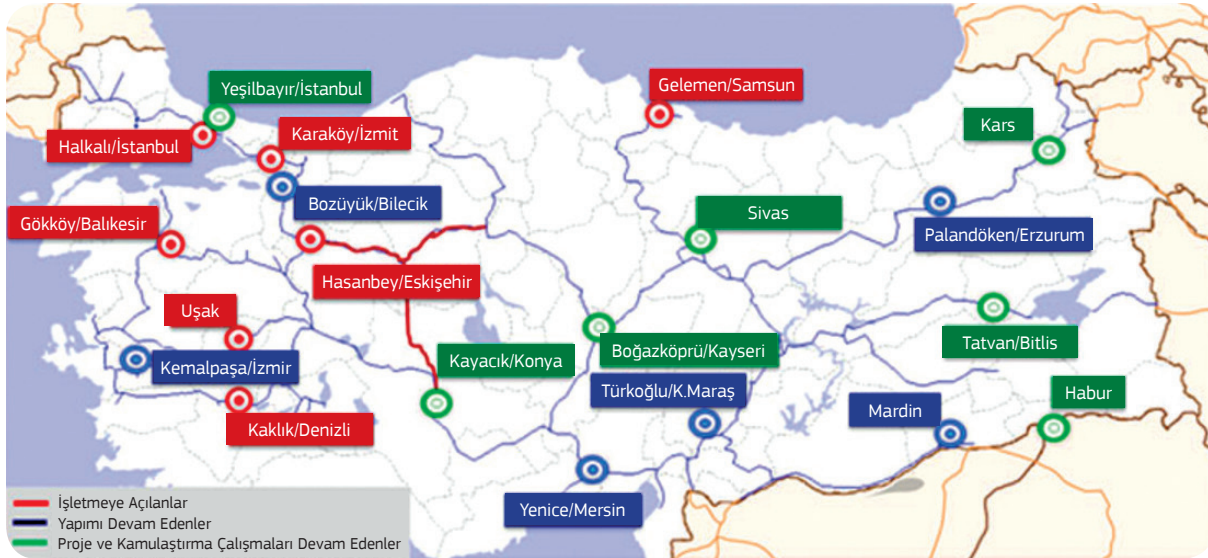 Yeşilbayır/İstanbul
Gelemen/Samsun
Halkalı/İstanbul
Karaköy/İzmit
Kars
Bozüyük/Bilecik
Sivas
Gökköy/Balıkesir
Palandöken/Erzurum
Hasanbey/Eskişehir
Uşak
Kayacık/Konya
Boğazköprü/Kayseri
Tatvan/Bitlis
Kemalpaşa/İzmir
Türkoğlu/K.Maraş
Habur
Mardin
Kaklık/Denizli
Yenice/Mersin
İşletmeye Açılanlar
Yapımı Devam Edenler
Proje ve Kamulaştırma Çalışmaları Devam Edenler